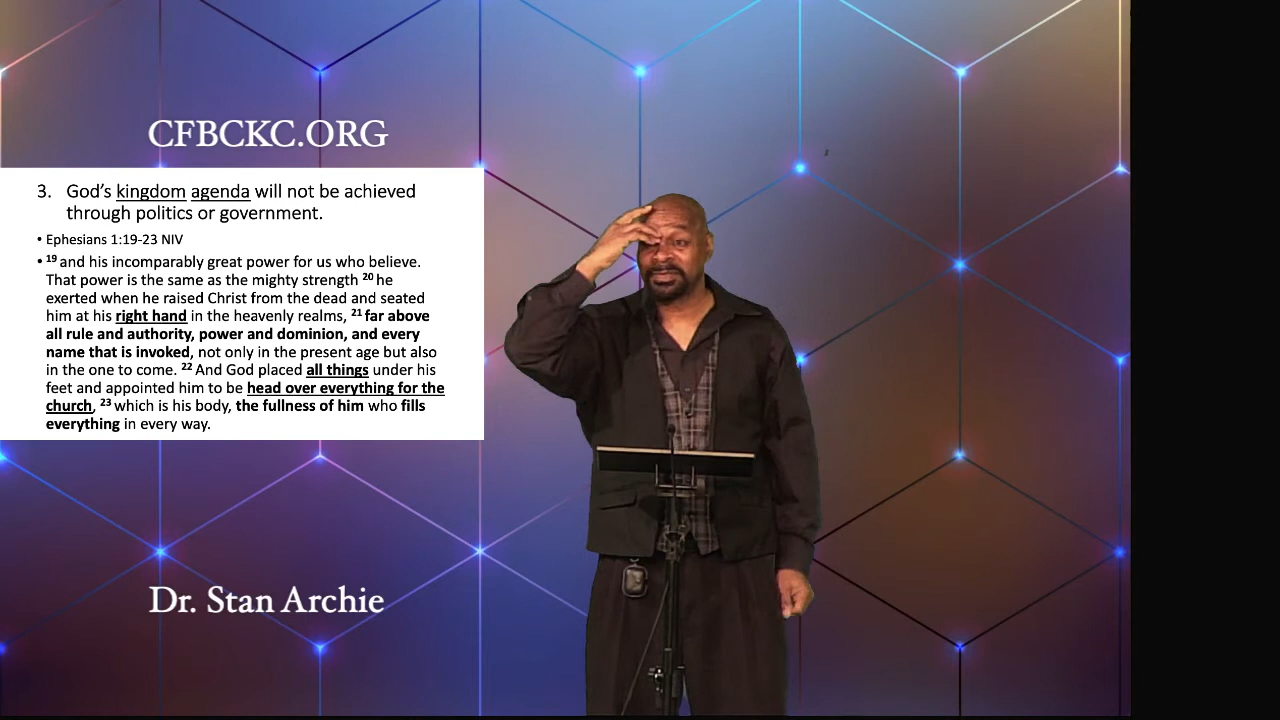 CFBCKC.ORG
3. God’s kingdom agenda will not be achieved
through politics or government.
• Ephesians 1:19-23 NIV
• 19 and his incomparably great power for us who believe.
That power is the same as the mighty strength 20 he
exerted when he raised Christ from the dead and seated
him at his right hand in the heavenly realms, 21 far above
all rule and authority, power and dominion, and every
name that is invoked, not only in the present age but also
in the one to come. 22 And God placed all things under his
feet and appointed him to be head over everything for the
church, 23 which is his body, the fullness of him who fills
everything in every way.
Dr. Stan Archie